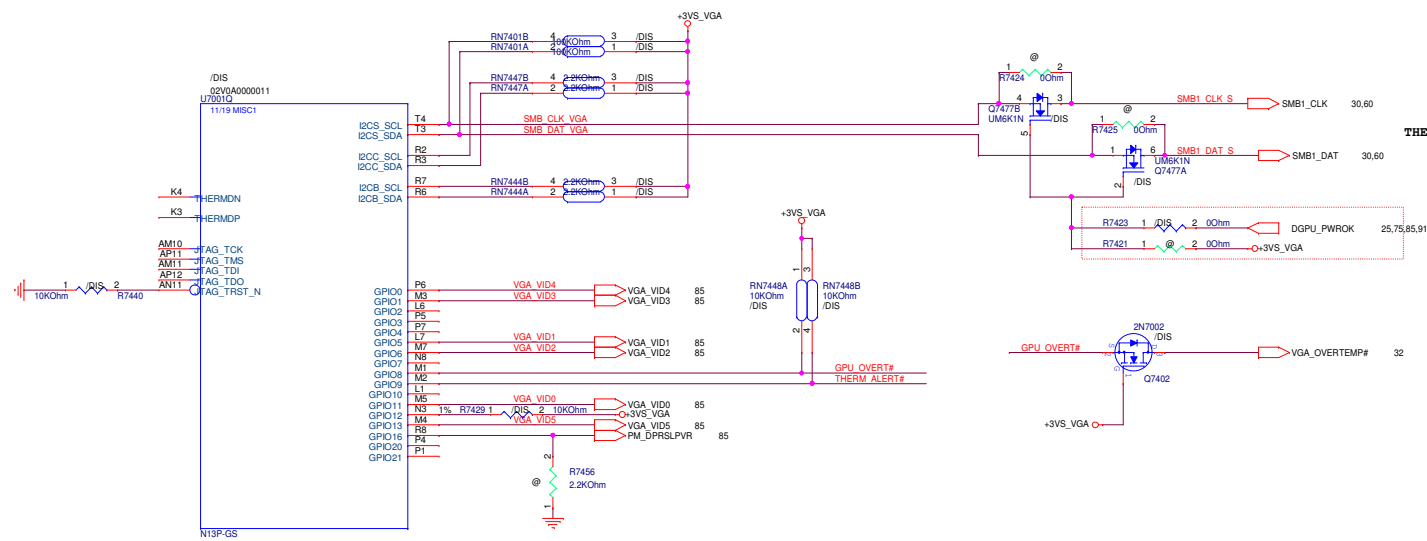 +3VS_VGA
RN7401B 4 100KOhm 3 /DIS
RN7401A 2 100KOhm 1 /DIS
RN7447B 4 2.2KOhm 3 /DIS
RN7447A 2 2.2KOhm 1 /DIS
/DIS
02V0A0000011
U7001Q
11/19 MISC1
I2CS_SCL T4 SMB_CLK_VGA
I2CS_SDA T3 SMB_DAT_VGA
I2CC_SCL R2
I2CC_SDA R3
I2CB_SCL R7 RN7444B 4 2.2KOhm 3 /DIS
I2CB_SDA R6 RN7444A 2 2.2KOhm 1 /DIS
K4 THERMDN
K3 THERMDP
AM10 JTAG_TCK
AP11 JTAG_TMS
AM11 JTAG_TDI
AP12 JTAG_TDO
AN11 JTAG_TRST_N
1 /DIS 2
10KOhm R7440
GPIO0 P6 VGA_VID4 VGA_VID4 85
GPIO1 M3 VGA_VID3 VGA_VID3 85
GPIO2 L6
GPIO3 P5
GPIO4 P7
GPIO5 L7 VGA_VID1 VGA_VID1 85
GPIO6 M7 VGA_VID2 VGA_VID2 85
GPIO7 N8
GPIO8 M1 GPU_OVERT#
GPIO9 M2 THERM_ALERT#
GPIO10 L1
GPIO11 M5 VGA_VID0 VGA_VID0 85
GPIO12 N3 1% R7429 1 /DIS 2 10KOhm +3VS_VGA
GPIO13 M4 VGA_VID5 VGA_VID5 85
GPIO16 R8 PM_DPRSLPVR 85
GPIO20 P4
GPIO21 P1
N13P-GS
2
@
R7456
2.2KOhm
1
+3VS_VGA
1 3
RN7448A RN7448B
10KOhm 10KOhm
/DIS /DIS
2 4
@
1 2
R7424 0Ohm
4 3
Q7477B
UM6K1N /DIS
5
SMB1_CLK_S SMB1_CLK 30,60
@
1 2
R7425 0Ohm
1 6
UM6K1N
Q7477A
/DIS
2
SMB1_DAT_S SMB1_DAT 30,60
THE
R7423 1 /DIS 2 0Ohm DGPU_PWROK 25,75,85,91
R7421 1 @ 2 0Ohm +3VS_VGA
2N7002
/DIS
GPU_OVERT# 2 S D 3 VGA_OVERTEMP# 32
G
1
Q7402
+3VS_VGA